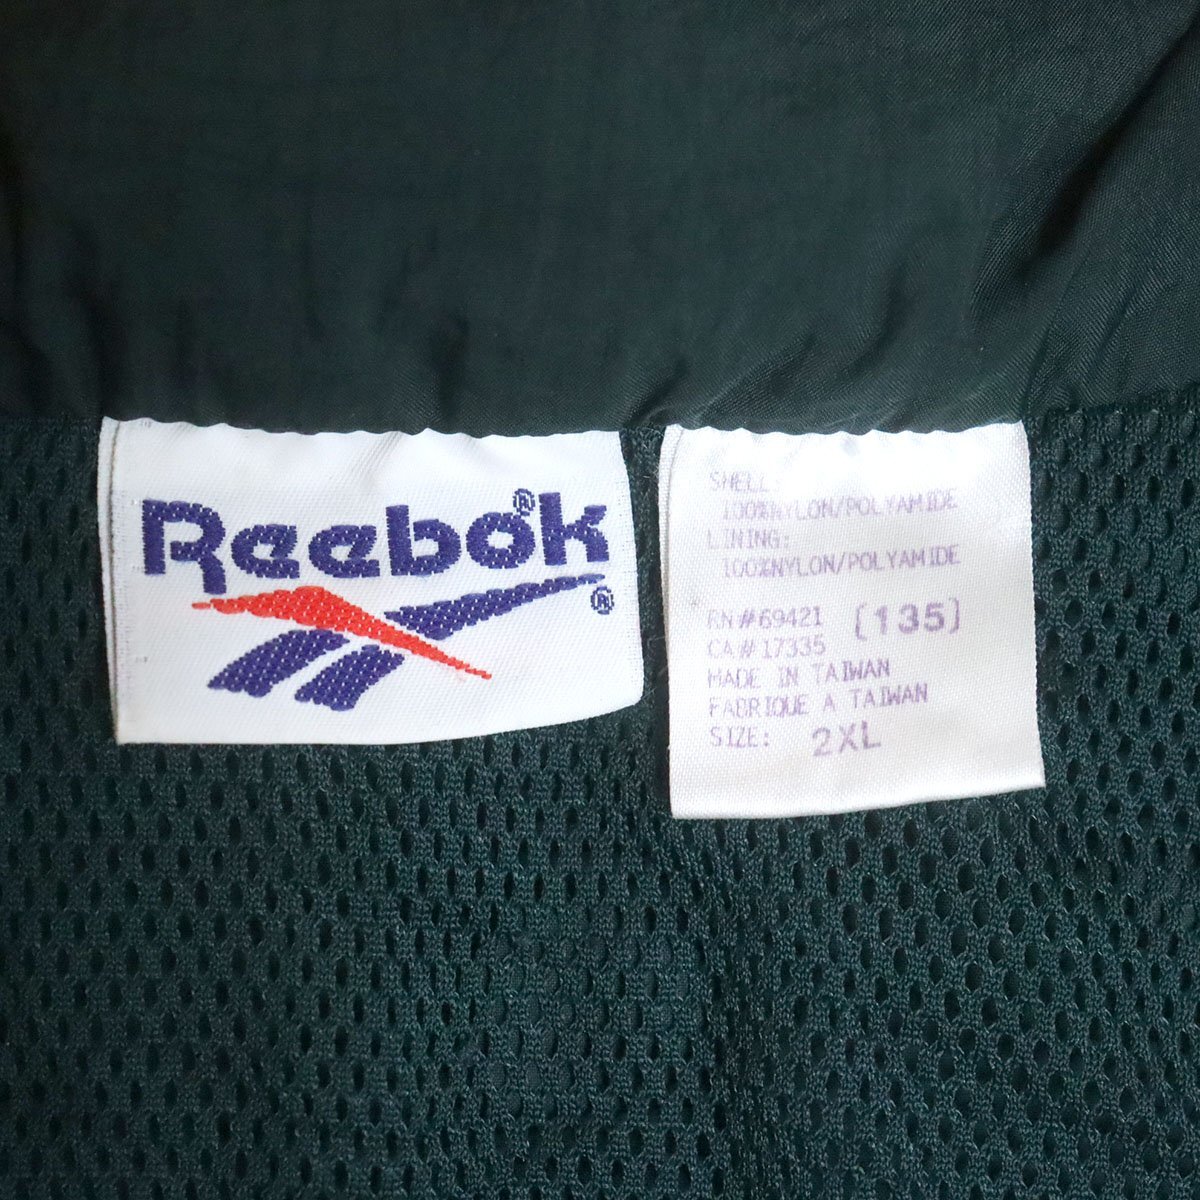 Reebok®
®
SHELL:
100%NYLON/POLYAMIDE
LINING:
100%NYLON/POLYAMIDE
RN#69421 [135]
CA#17335
MADE IN TAIWAN
FABRIQUE A TAIWAN
SIZE: 2XL